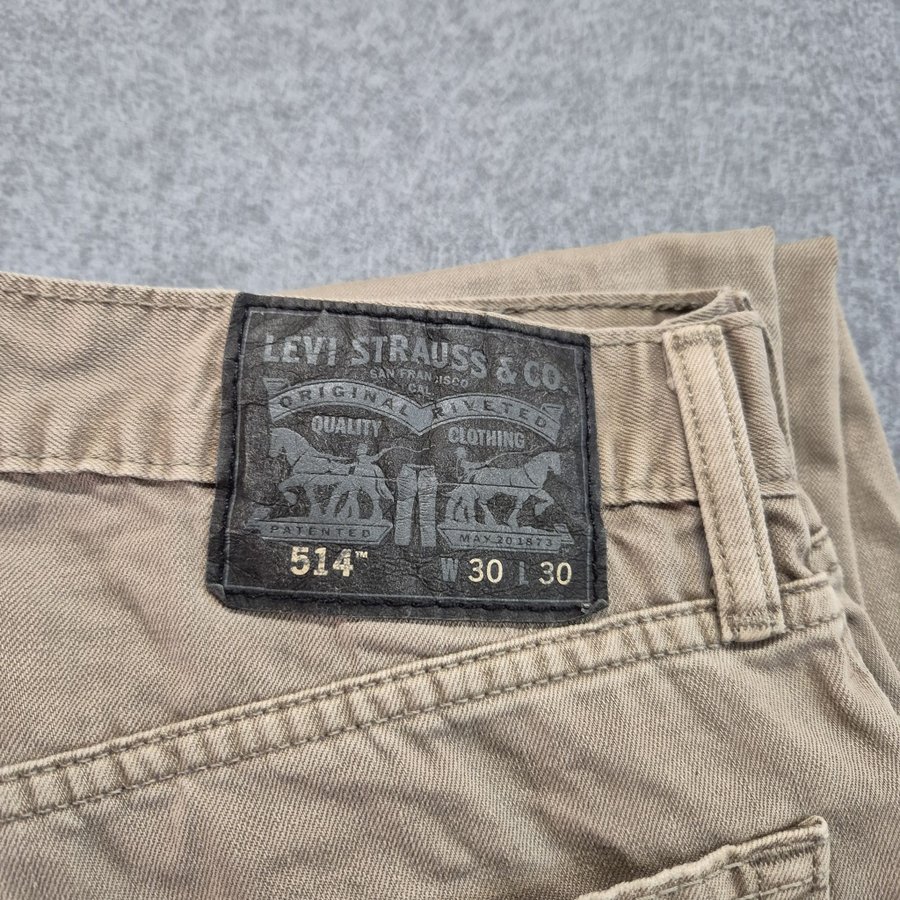 LEVI STRAUSS & CO.
SAN FRANCISCO
CAL.
ORIGINAL RIVETED
QUALITY CLOTHING
PATENTED MAY 20 1873
514™ W 30 L 30